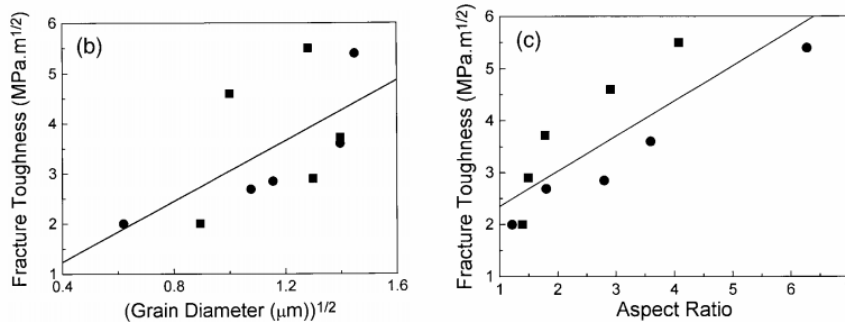 (b)
Fracture Toughness (MPa.m1/2)
6
5
4
3
2
1
0.4 0.8 1.2 1.6
(Grain Diameter (μm))1/2
(c)
Fracture Toughness (MPa.m1/2)
6
5
4
3
2
1
1 2 3 4 5 6
Aspect Ratio